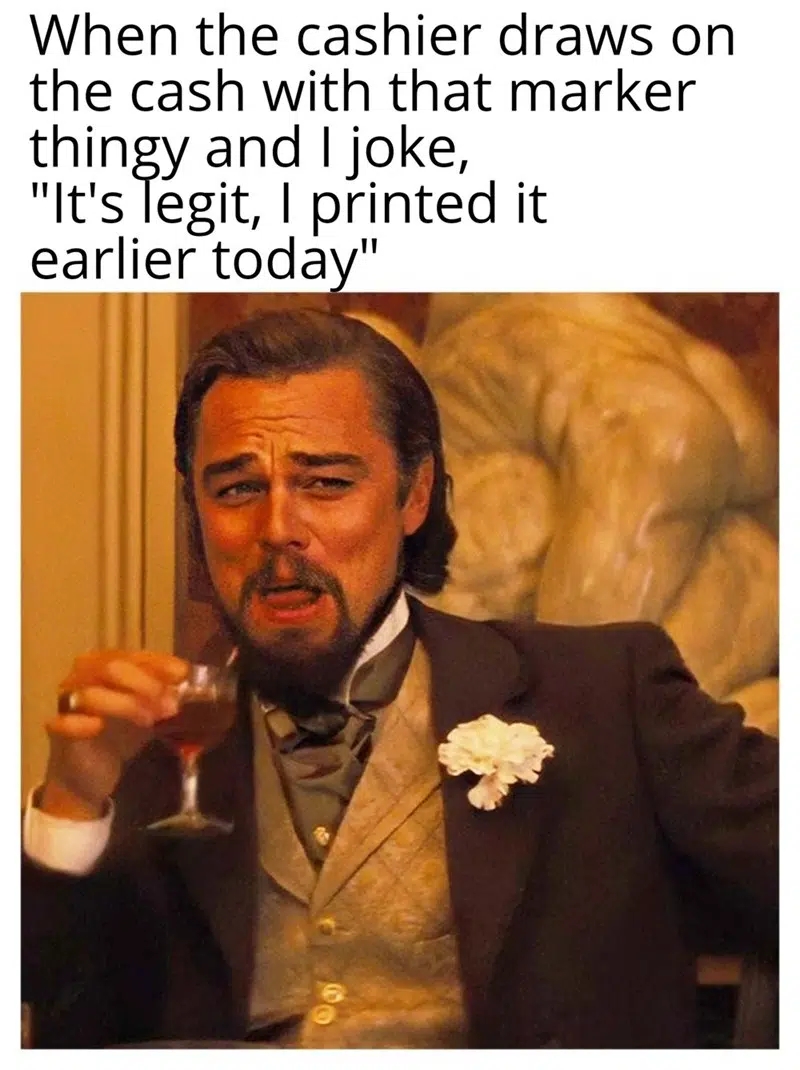 When the cashier draws on
the cash with that marker
thingy and I joke,
"It's legit, I printed it
earlier today"